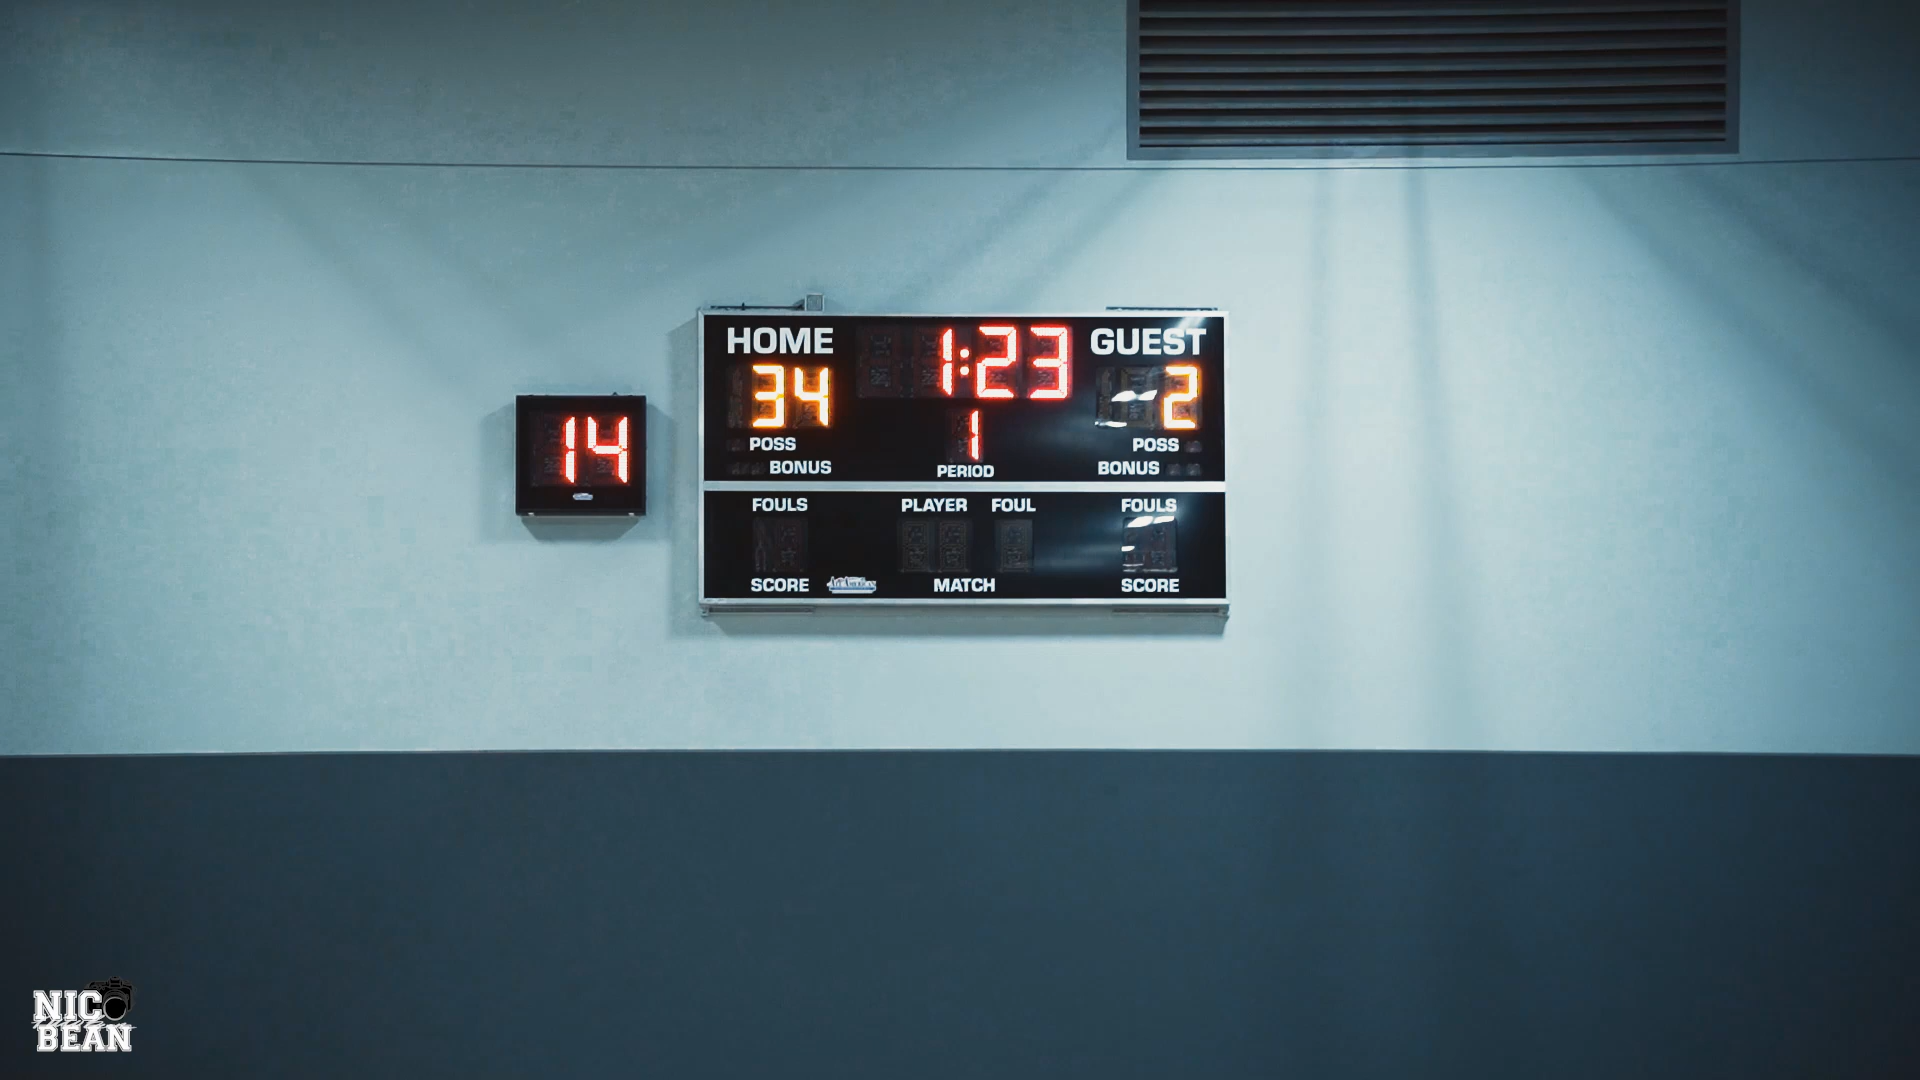 HOME 1:23 GUEST
34 2
14
POSS 1 POSS
BONUS PERIOD BONUS
FOULS PLAYER FOUL FOULS
SCORE MATCH SCORE
NIC
BEAN